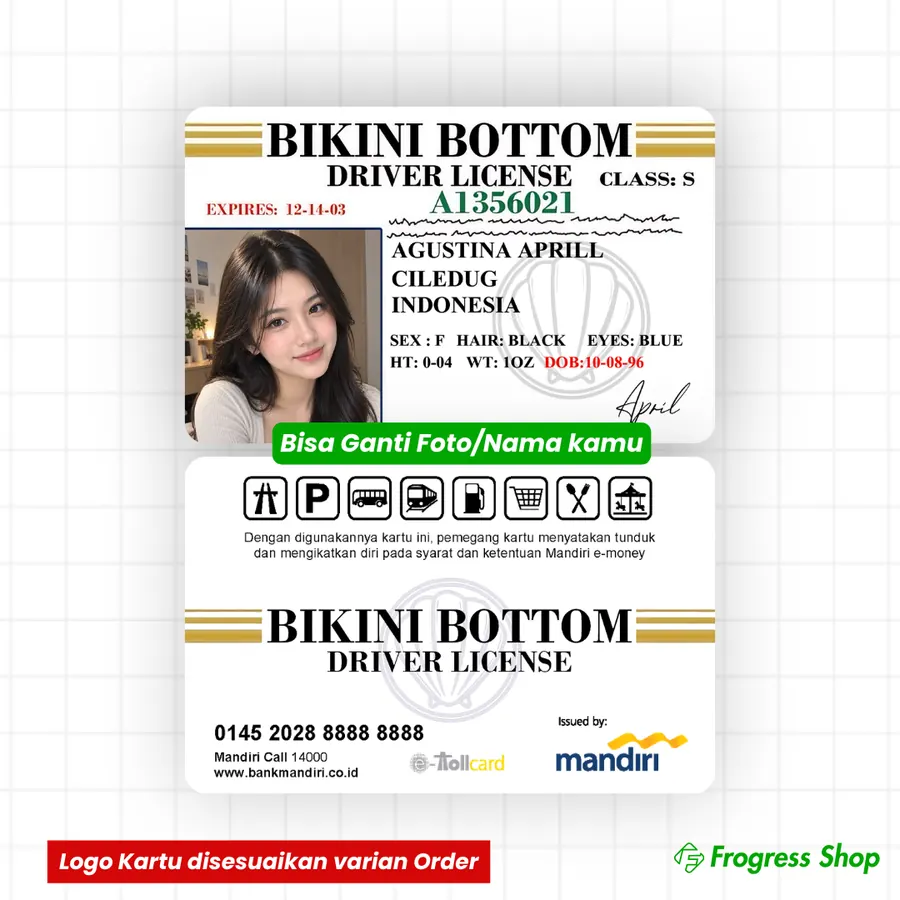 BIKINI BOTTOM
DRIVER LICENSE
CLASS: S
A1356021
EXPIRES: 12-14-03
AGUSTINA APRILL
CILEDUG
INDONESIA
SEX : F HAIR: BLACK EYES: BLUE
HT: 0-04 WT: 1OZ DOB:10-08-96
April
Bisa Ganti Foto/Nama kamu
P
Dengan digunakannya kartu ini, pemegang kartu menyatakan tunduk
dan mengikatkan diri pada syarat dan ketentuan Mandiri e-money
BIKINI BOTTOM
DRIVER LICENSE
0145 2028 8888 8888
Mandiri Call 14000
www.bankmandiri.co.id
e-Tollcard
Issued by:
mandırı
Logo Kartu disesuaikan varian Order
Frogress Shop